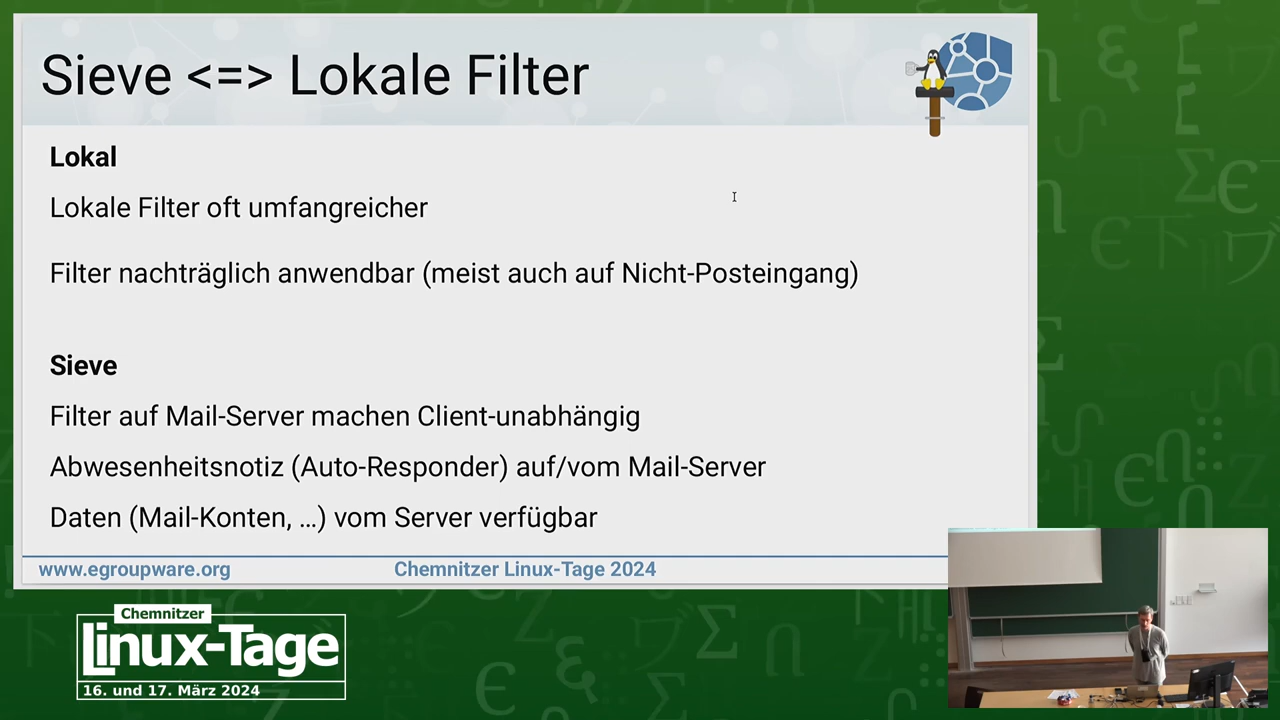 Sieve <=> Lokale Filter
Lokal
Lokale Filter oft umfangreicher
Filter nachträglich anwendbar (meist auch auf Nicht-Posteingang)
Sieve
Filter auf Mail-Server machen Client-unabhängig
Abwesenheitsnotiz (Auto-Responder) auf/vom Mail-Server
Daten (Mail-Konten, ...) vom Server verfügbar
www.egroupware.org
Chemnitzer Linux-Tage 2024
Chemnitzer
Linux-Tage
16. und 17. März 2024